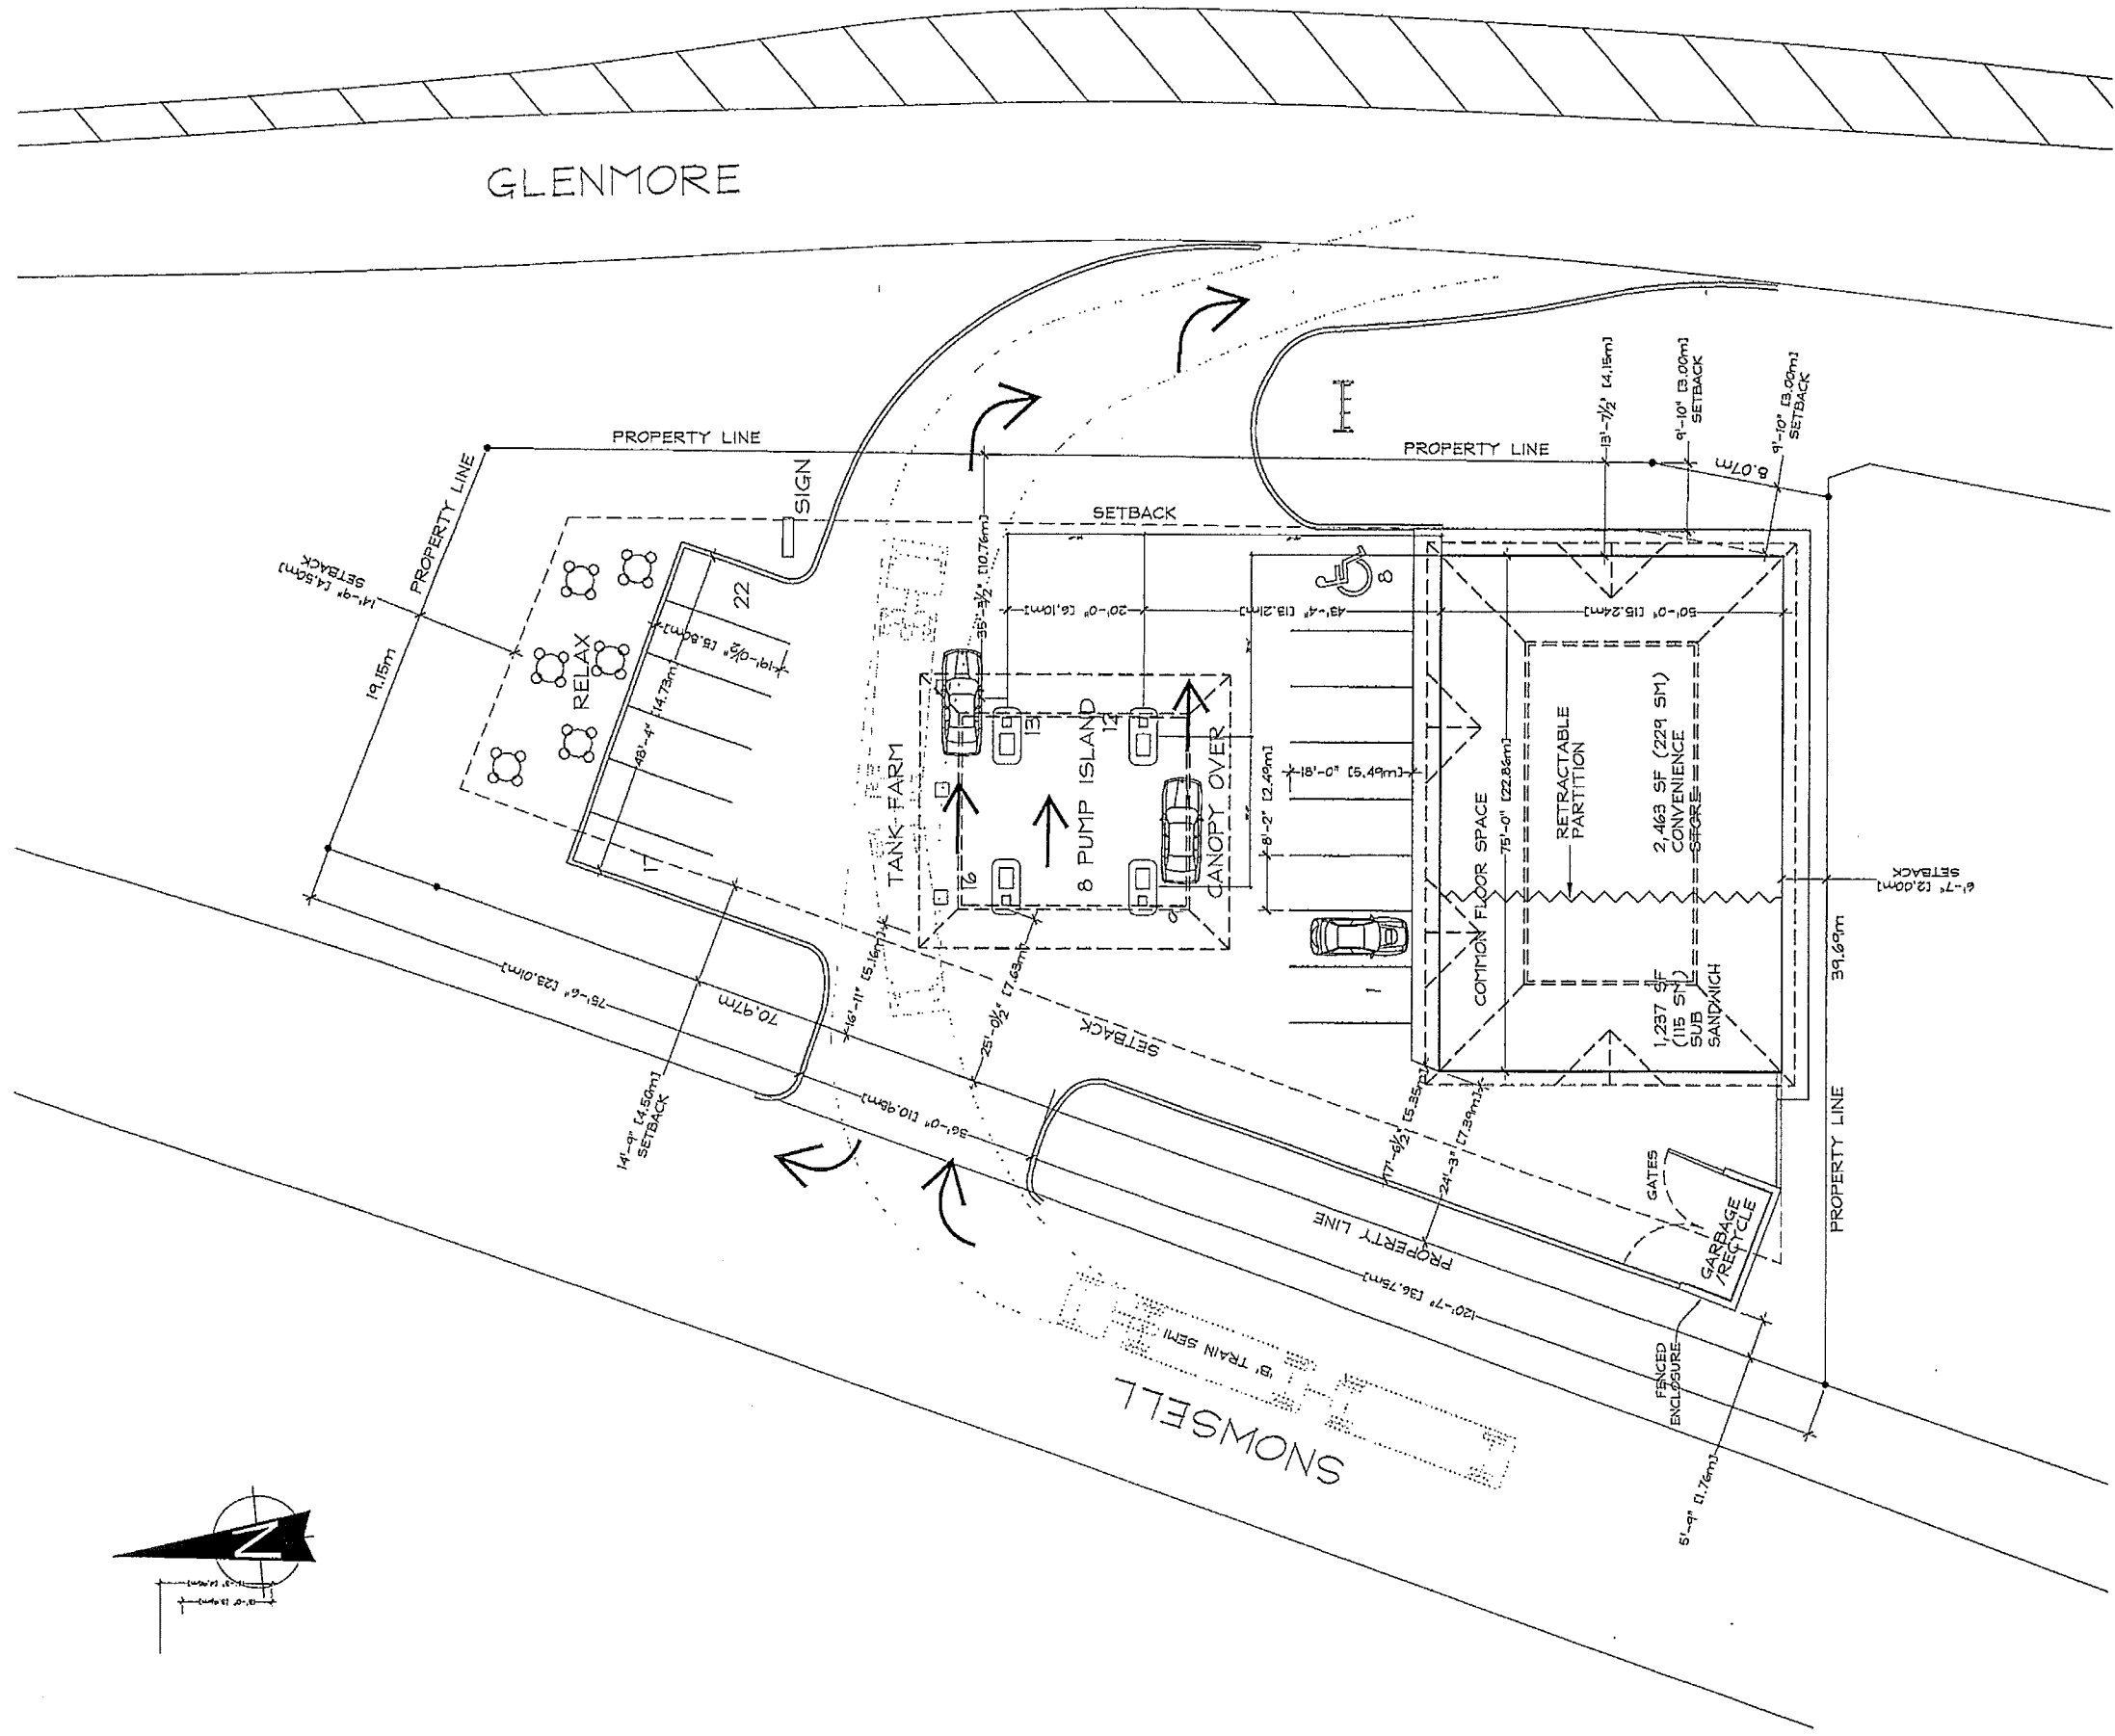 GLENMORE
PROPERTY LINE
SIGN
PROPERTY LINE
13'-7½" [4.15m]
9'-10" [3.00m]
SETBACK
9'-10" [3.00m]
SETBACK
8.07m
PROPERTY LINE
SETBACK
14'-9" [4.50m]
SETBACK
19.15m
RELAX
22
19'-0½" [5.80m]
48'-4" [14.73m]
17
TANK FARM
35'-3½" [10.76m]
20'-0" [6.10m]
43'-4" [13.21m]
50'-0" [15.24m]
8
13
12
8 PUMP ISLAND
CANOPY OVER
16
9
18'-0" [5.49m]
8'-2" [2.49m]
1
COMMON FLOOR SPACE
75'-0" [22.86m]
RETRACTABLE
PARTITION
2,463 SF (229 SM)
CONVENIENCE
STORE
1,237 SF
(115 SM)
SUB
SANDWICH
6'-7" [2.00m]
SETBACK
39.69m
PROPERTY LINE
75'-6" [23.01m]
70.97m
14'-9" [4.50m]
SETBACK
16'-11" [5.16m]
25'-0½" [7.63m]
SETBACK
36'-0" [10.98m]
17'-6½" [5.35m]
24'-3" [7.39m]
PROPERTY LINE
120'-7" [36.75m]
GATES
GARBAGE
/RECYCLE
FENCED
ENCLOSURE
5'-9" [1.76m]
'B' TRAIN SEMI
SNOWSELL
N